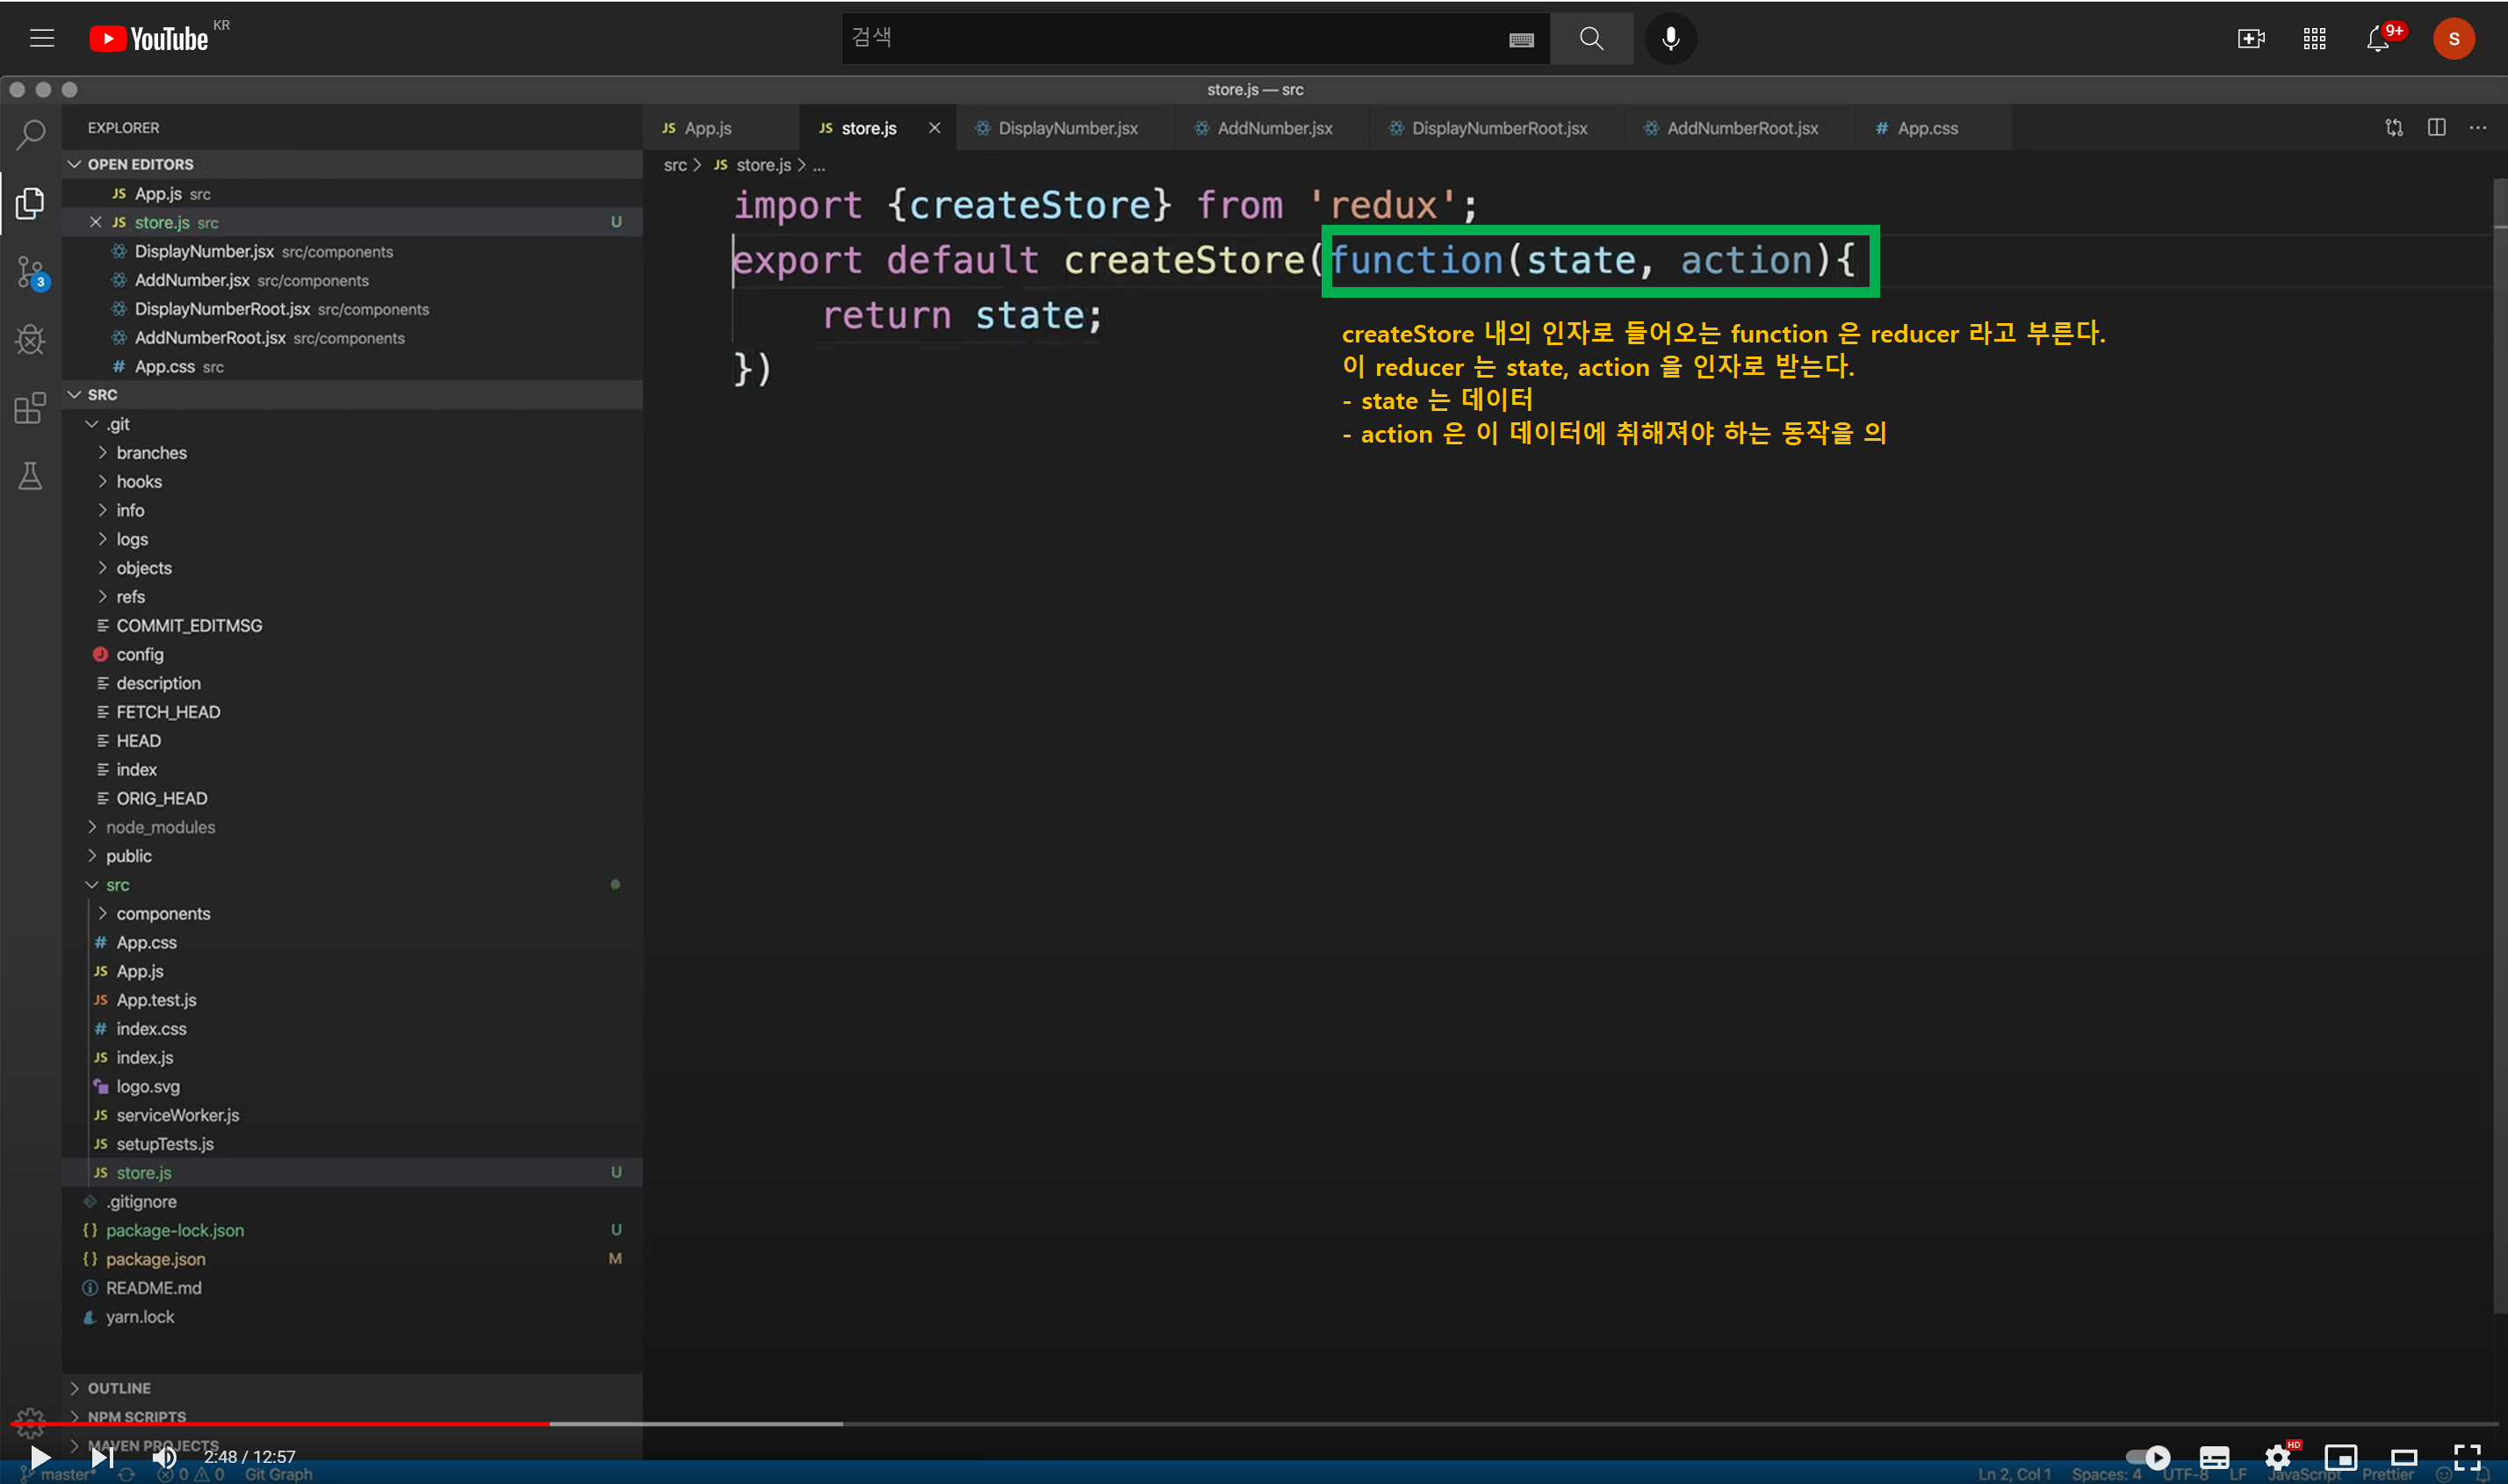 YouTube KR
검색
9+
S
store.js — src
EXPLORER
JS App.js
JS store.js
DisplayNumber.jsx
AddNumber.jsx
DisplayNumberRoot.jsx
AddNumberRoot.jsx
# App.css
OPEN EDITORS
src > JS store.js > ...
JS App.js src
JS store.js src U
DisplayNumber.jsx src/components
AddNumber.jsx src/components
DisplayNumberRoot.jsx src/components
AddNumberRoot.jsx src/components
# App.css src
3
import {createStore} from 'redux';
export default createStore(function(state, action){
return state;
})
createStore 내의 인자로 들어오는 function 은 reducer 라고 부른다.
이 reducer 는 state, action 을 인자로 받는다.
- state 는 데이터
- action 은 이 데이터에 취해져야 하는 동작을 의
SRC
.git
branches
hooks
info
logs
objects
refs
COMMIT_EDITMSG
config
description
FETCH_HEAD
HEAD
index
ORIG_HEAD
node_modules
public
src
components
# App.css
JS App.js
JS App.test.js
# index.css
JS index.js
logo.svg
JS serviceWorker.js
JS setupTests.js
JS store.js U
.gitignore
{} package-lock.json U
{} package.json M
README.md
yarn.lock
OUTLINE
NPM SCRIPTS
MAVEN PROJECTS
2:48 / 12:57
HD
master* 0 0 Git Graph
Ln 2, Col 1 Spaces: 4 UTF-8 LF JavaScript Prettier